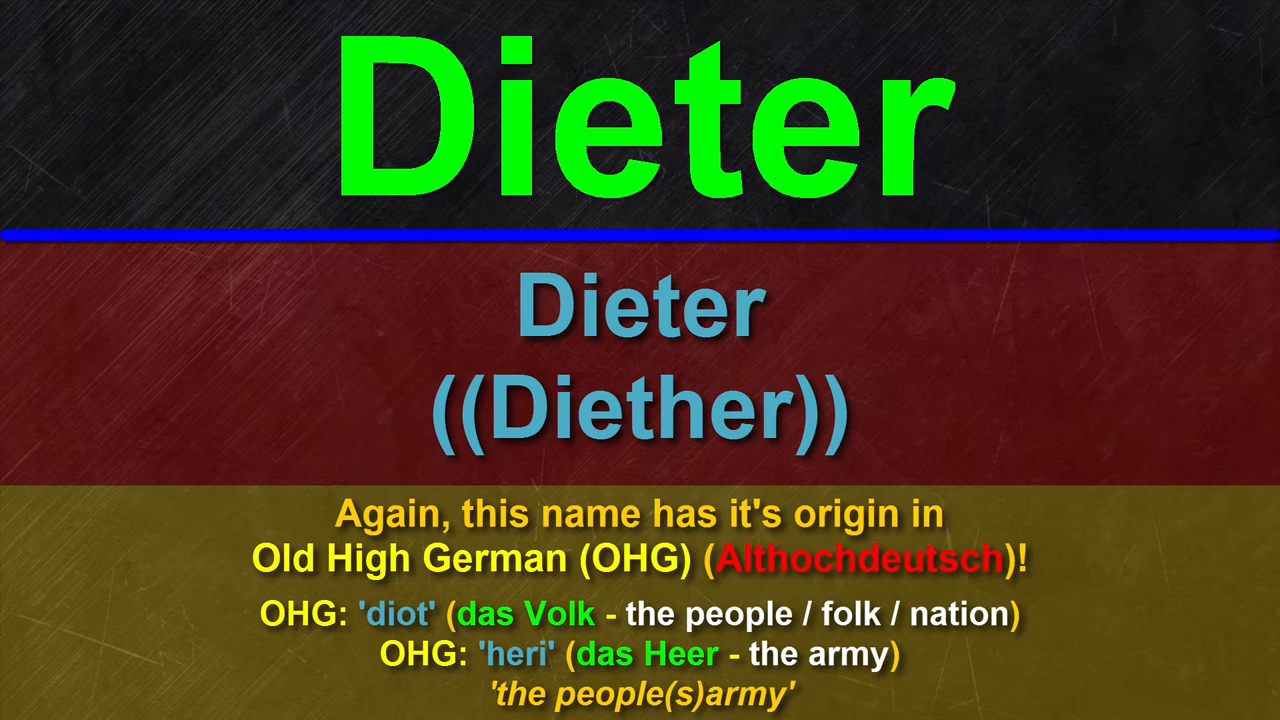 Dieter
Dieter
((Diether))
Again, this name has it's origin in
Old High German (OHG) (Althochdeutsch)!
OHG: 'diot' (das Volk - the people / folk / nation)
OHG: 'heri' (das Heer - the army)
'the people(s)army'